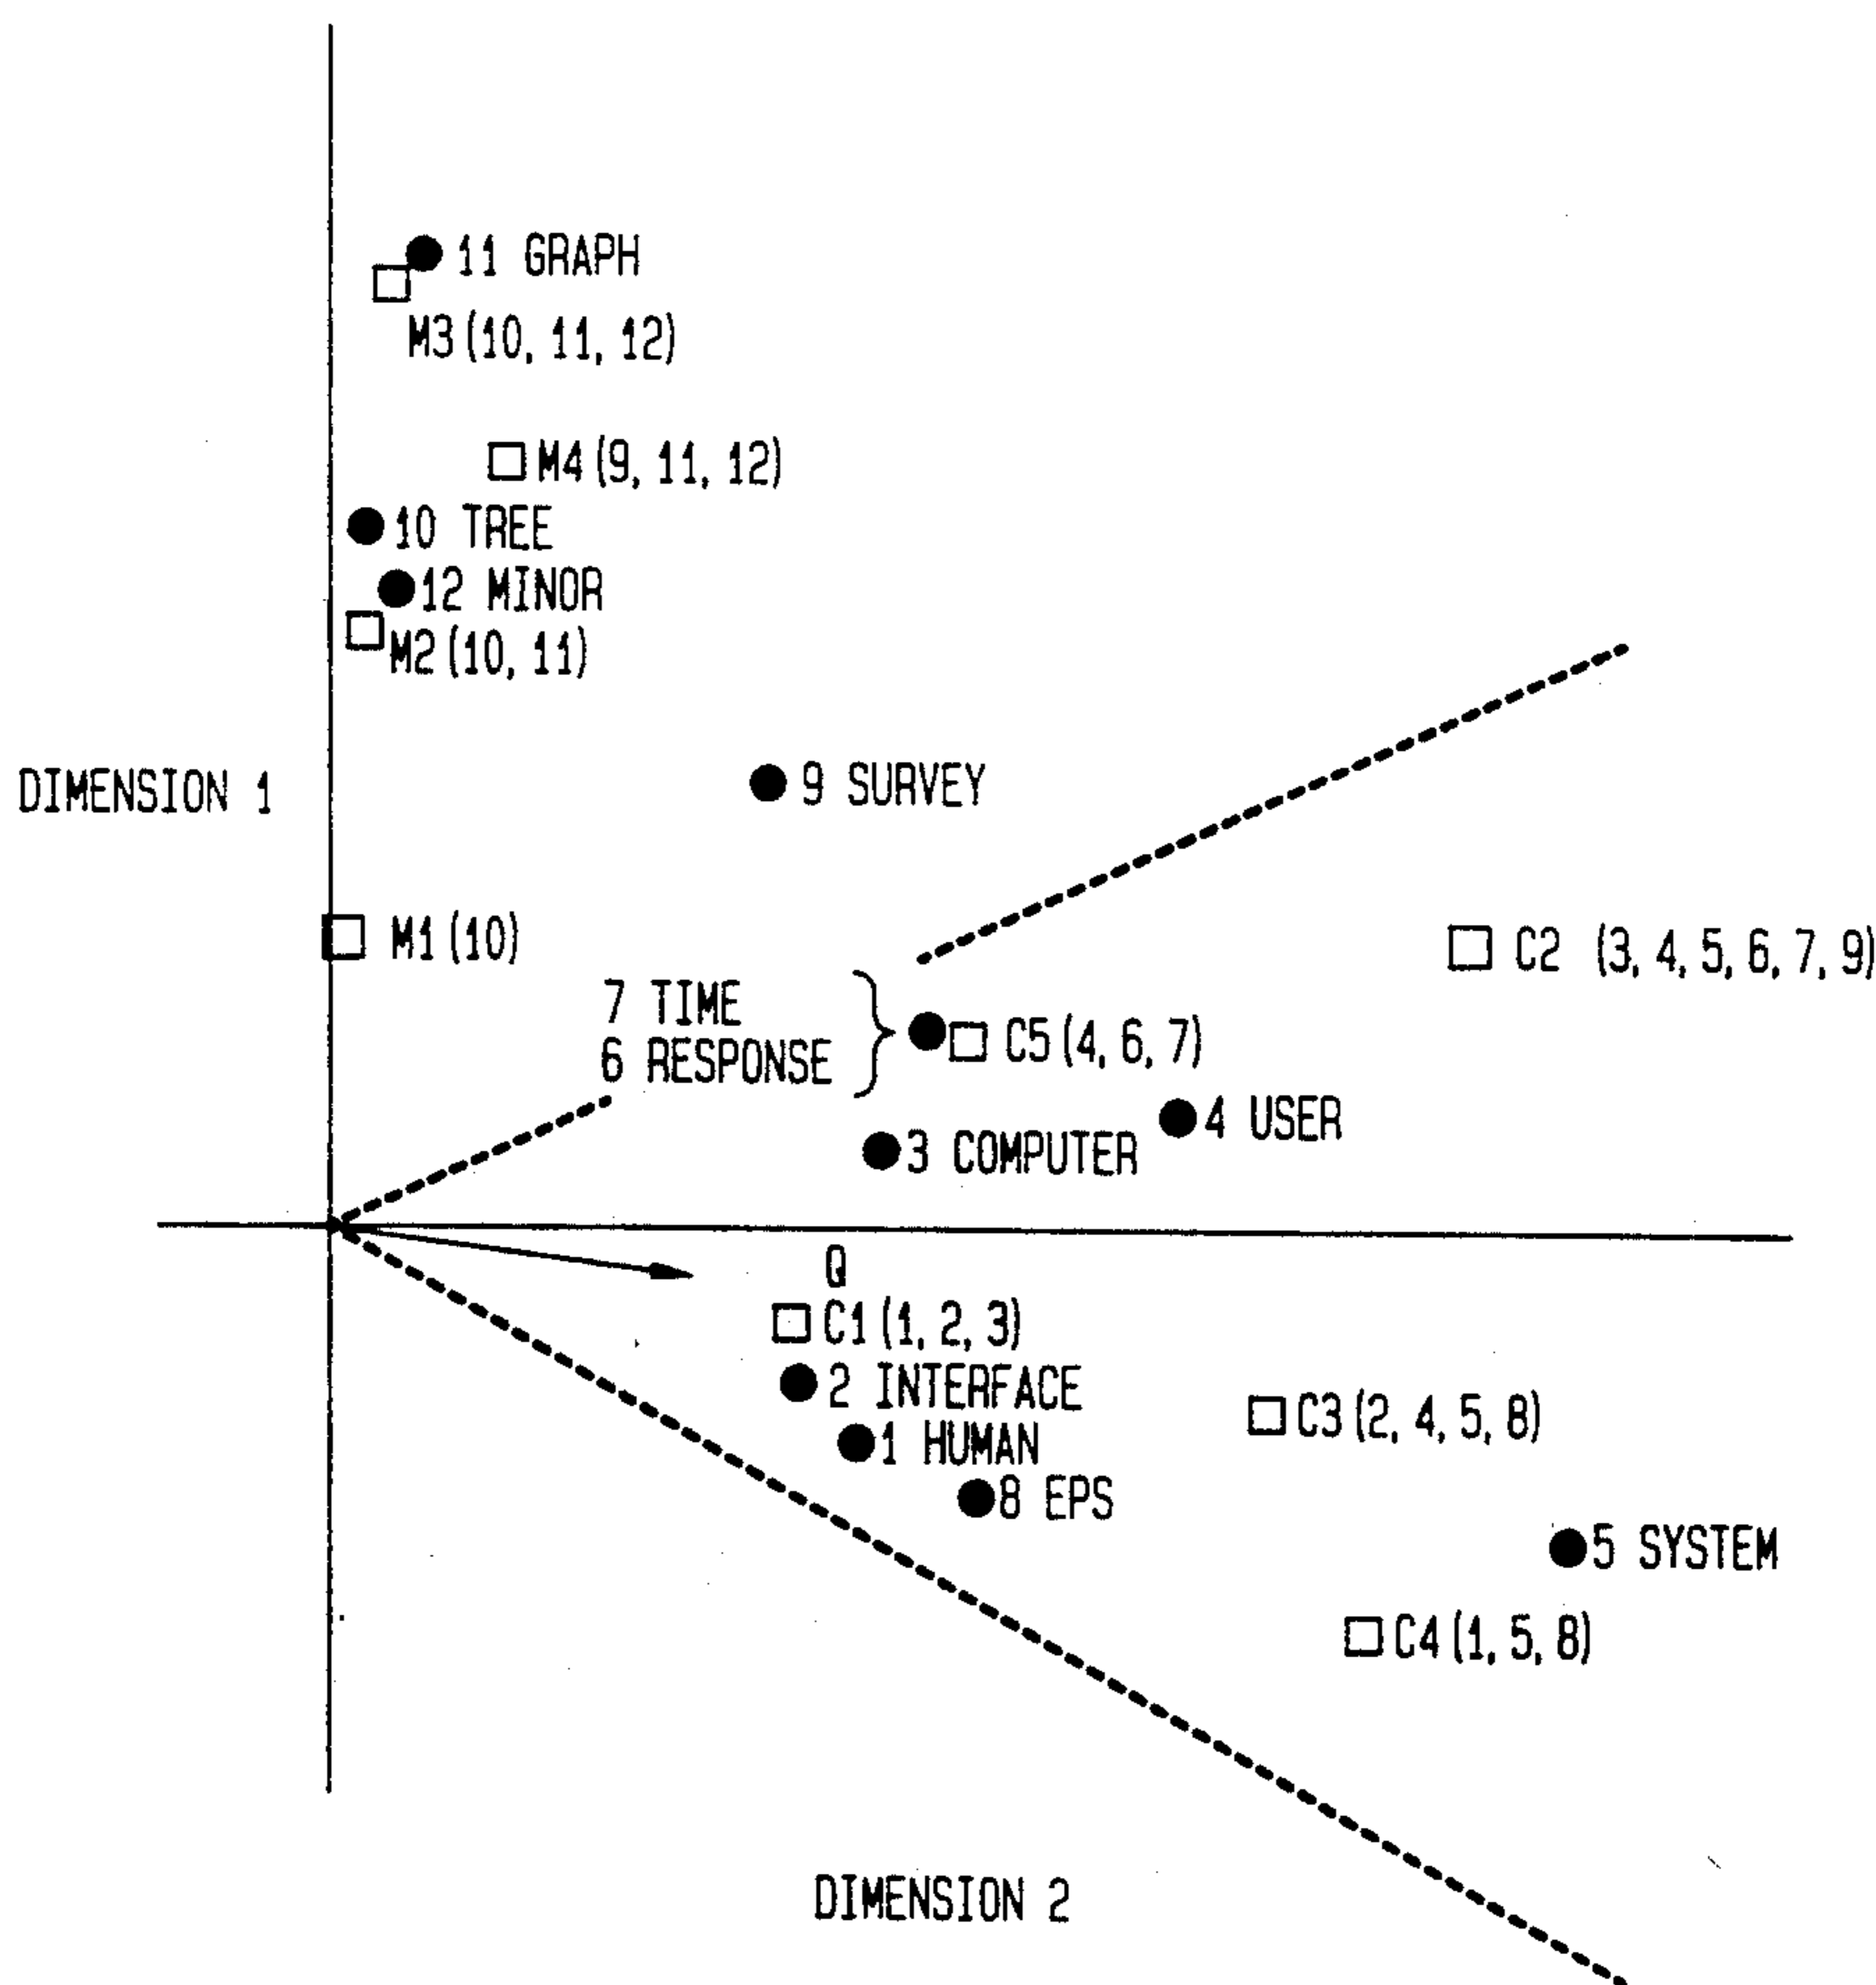 11 GRAPH
M3 (10, 11, 12)
M4 (9, 11, 12)
10 TREE
12 MINOR
M2 (10, 11)
DIMENSION 1
9 SURVEY
M1 (10)
C2 (3, 4, 5, 6, 7, 9)
7 TIME
6 RESPONSE
C5 (4, 6, 7)
4 USER
3 COMPUTER
Q
C1 (1, 2, 3)
2 INTERFACE
C3 (2, 4, 5, 8)
1 HUMAN
8 EPS
5 SYSTEM
C4 (1, 5, 8)
DIMENSION 2